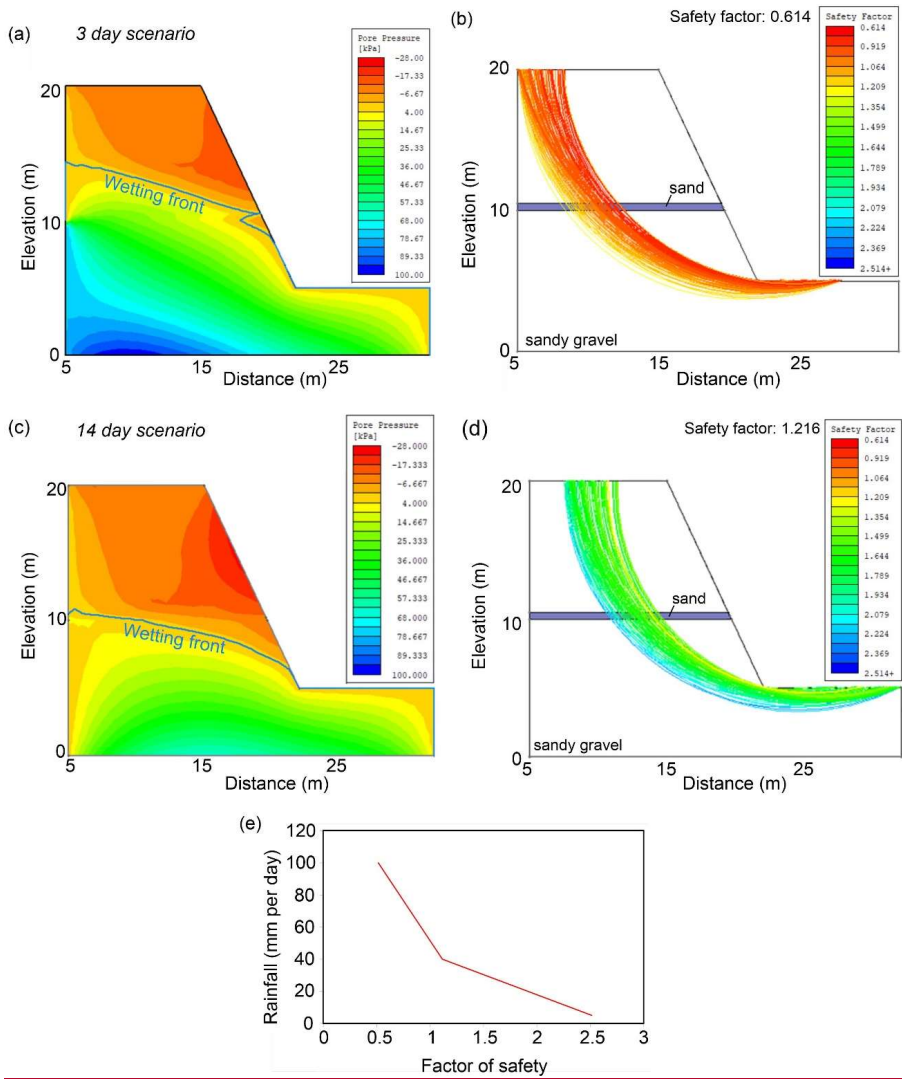 (a)
3 day scenario
Pore Pressure
[kPa]
-28.00
-17.33
-6.67
4.00
14.67
25.33
36.00
46.67
57.33
68.00
78.67
89.33
100.00
Elevation (m)
20
10
0
Wetting front
5
15
25
Distance (m)
(b)
Safety factor: 0.614
Safety Factor
0.614
0.919
1.064
1.209
1.354
1.499
1.644
1.789
1.934
2.079
2.224
2.369
2.514+
Elevation (m)
20
10
0
sand
sandy gravel
5
15
25
Distance (m)
(c)
14 day scenario
Pore Pressure
[kPa]
-28.000
-17.333
-6.667
4.000
14.667
25.333
36.000
46.667
57.333
68.000
78.667
89.333
100.000
Elevation (m)
20
10
0
Wetting front
5
15
25
Distance (m)
(d)
Safety factor: 1.216
Safety Factor
0.614
0.919
1.064
1.209
1.354
1.499
1.644
1.789
1.934
2.079
2.224
2.369
2.514+
Elevation (m)
20
10
0
sand
sandy gravel
5
15
25
Distance (m)
(e)
Rainfall (mm per day)
120
100
80
60
40
20
0
0
0.5
1
1.5
2
2.5
3
Factor of safety